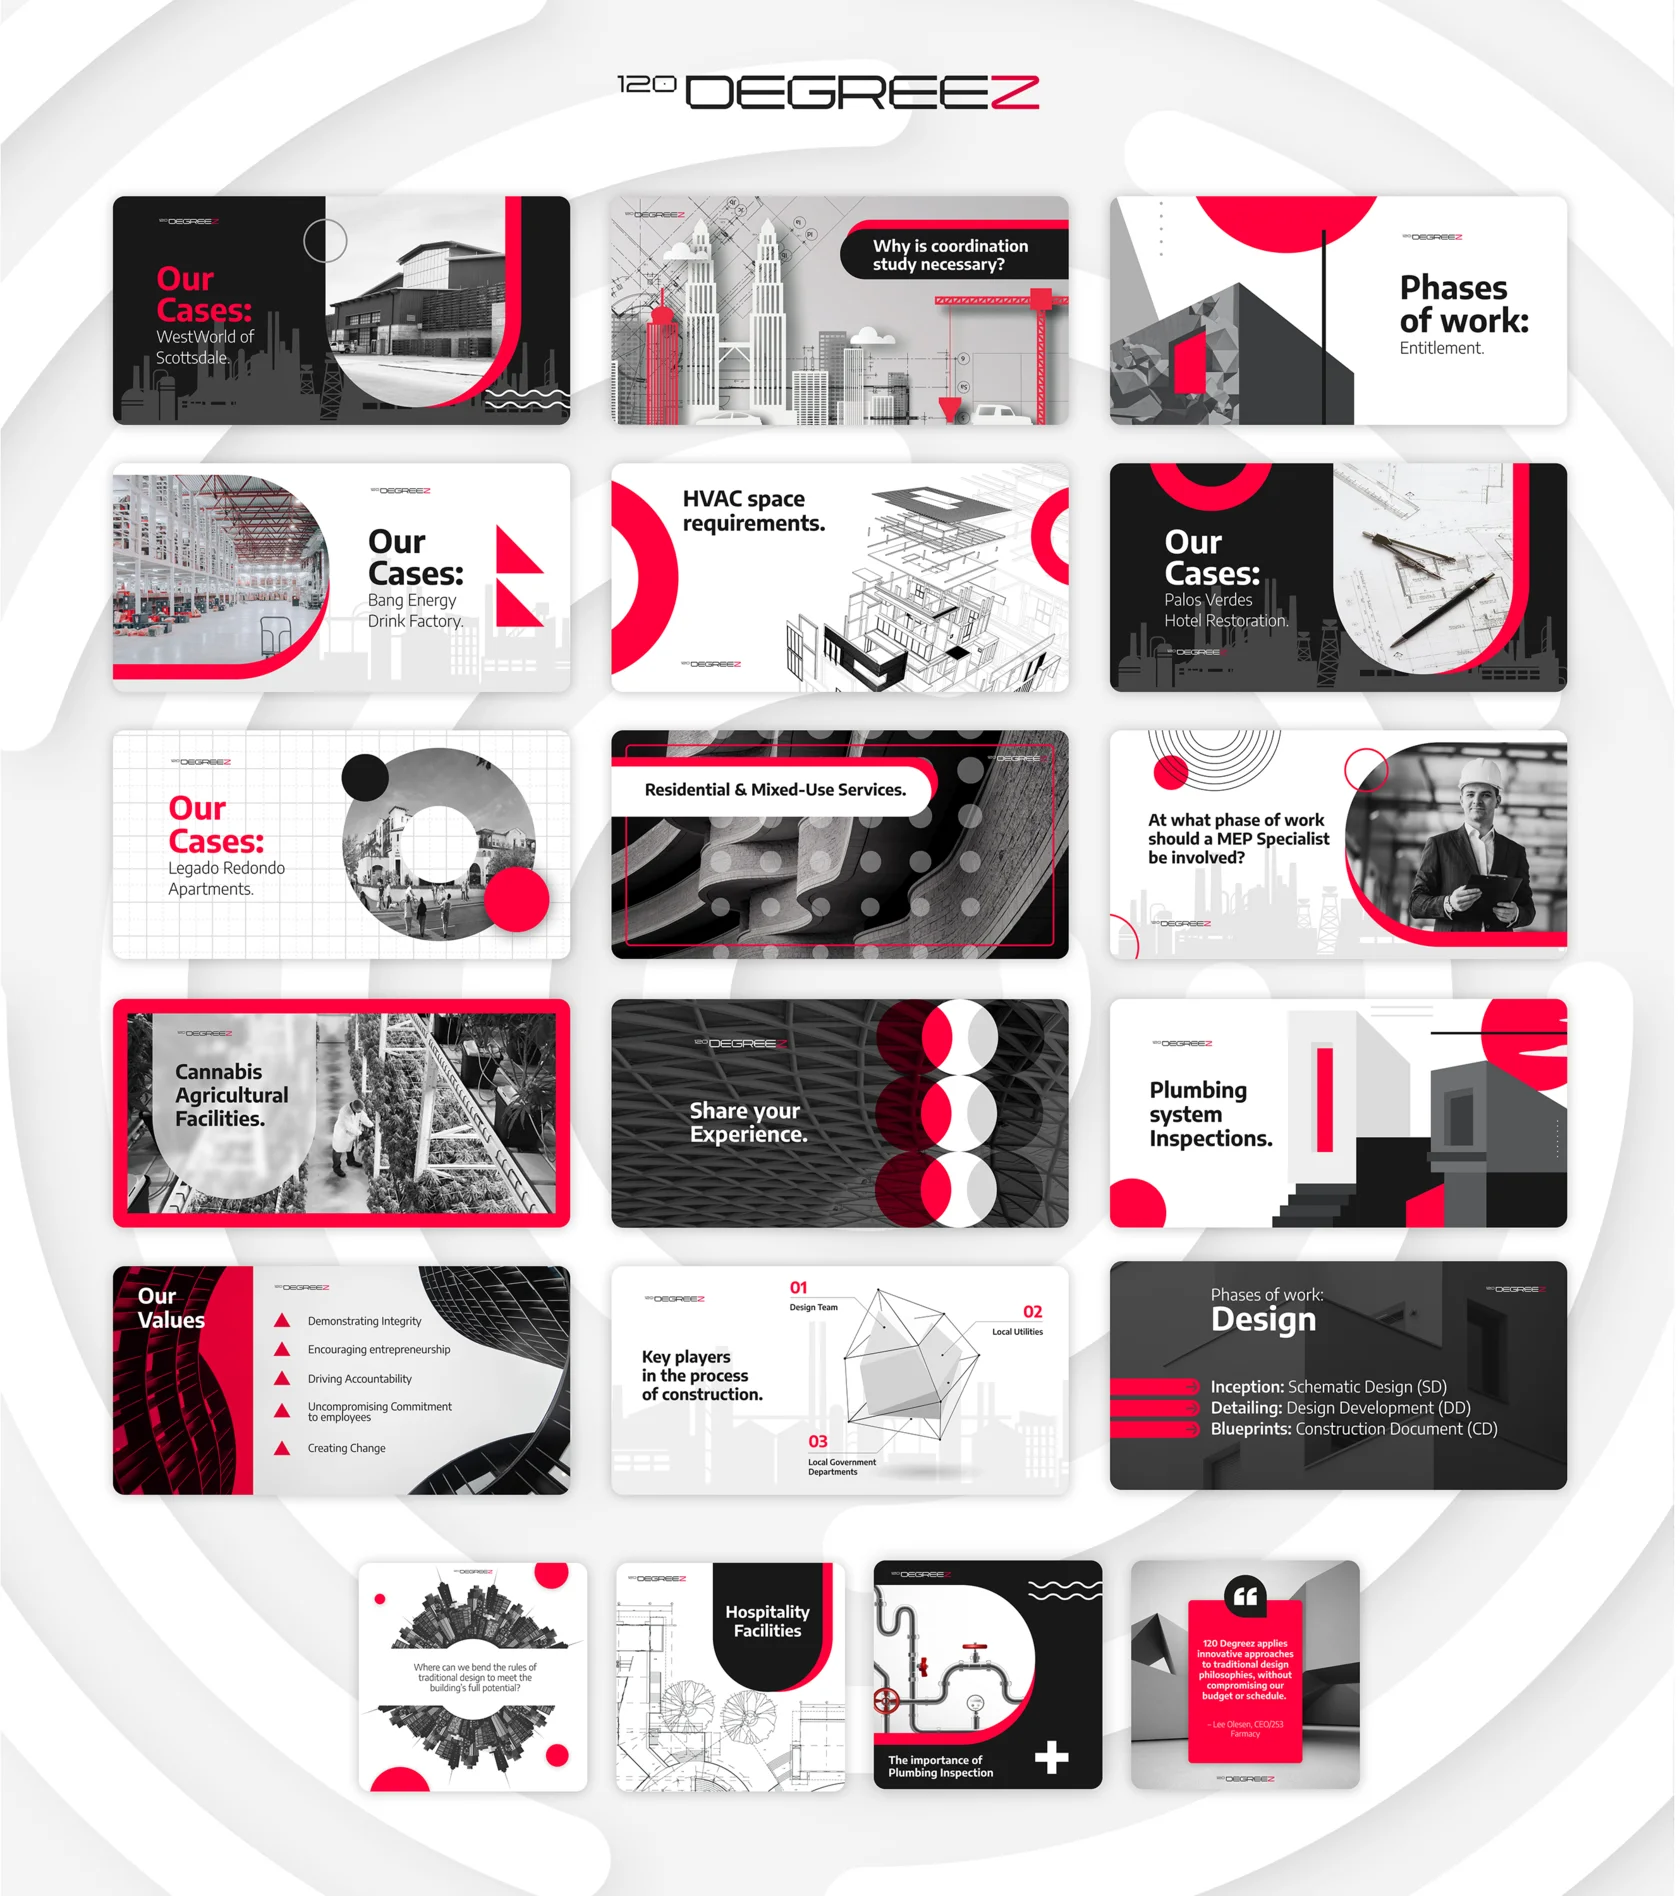 120 DEGREEZ
120 DEGREEZ
Our
Cases:
WestWorld of
Scottsdale.
120 DEGREEZ
Why is coordination
study necessary?
120 DEGREEZ
Phases
of work:
Entitlement.
120 DEGREEZ
Our
Cases:
Bang Energy
Drink Factory.
HVAC space
requirements.
120 DEGREEZ
Our
Cases:
Palos Verdes
Hotel Restoration.
120 DEGREEZ
120 DEGREEZ
Our
Cases:
Legado Redondo
Apartments.
120 DEGREEZ
Residential & Mixed-Use Services.
At what phase of work
should a MEP Specialist
be involved?
120 DEGREEZ
120 DEGREEZ
Cannabis
Agricultural
Facilities.
120 DEGREEZ
Share your
Experience.
120 DEGREEZ
Plumbing
system
Inspections.
Our
Values
120 DEGREEZ
Demonstrating Integrity
Encouraging entrepreneurship
Driving Accountability
Uncompromising Commitment
to employees
Creating Change
120 DEGREEZ
Key players
in the process
of construction.
01
Design Team
02
Local Utilities
03
Local Government
Departments
120 DEGREEZ
Phases of work:
Design
Inception: Schematic Design (SD)
Detailing: Design Development (DD)
Blueprints: Construction Document (CD)
120 DEGREEZ
Where can we bend the rules of
traditional design to meet the
building's full potential?
120 DEGREEZ
Hospitality
Facilities
120 DEGREEZ
The importance of
Plumbing Inspection
120 Degreez applies
innovative approaches
to traditional design
philosophies, without
compromising our
budget or schedule.
– Lee Olesen, CEO/253
Farmacy
120 DEGREEZ